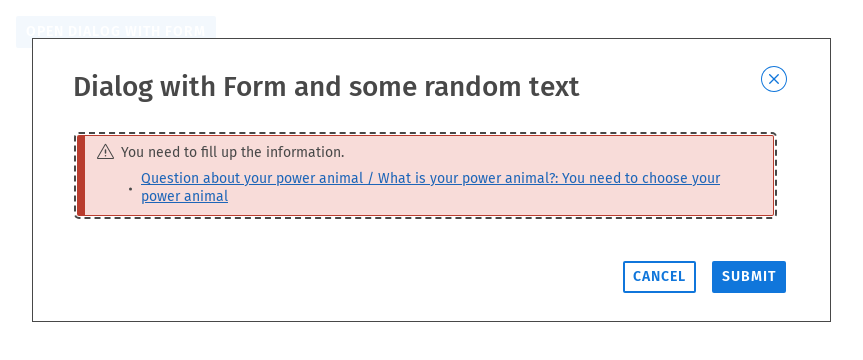 OPEN DIALOG WITH FORM
Dialog with Form and some random text
You need to fill up the information.
• Question about your power animal / What is your power animal?: You need to choose your
power animal
CANCEL
SUBMIT